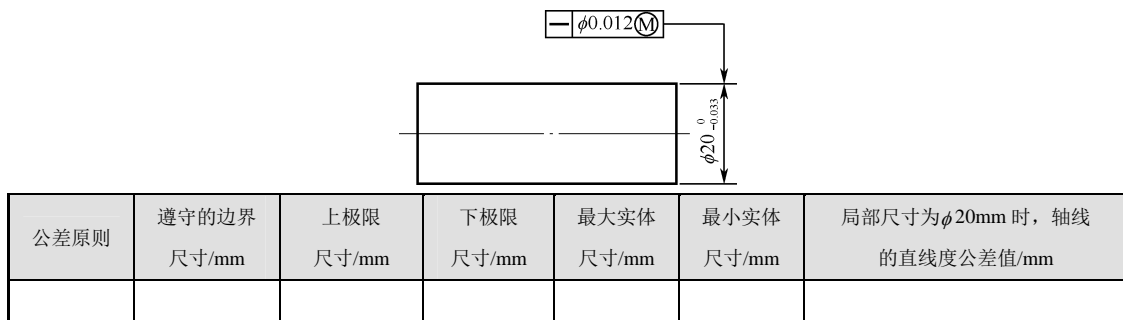 — ϕ0.012Ⓜ
ϕ20 0 -0.033
公差原则
遵守的边界
尺寸/mm
上极限
尺寸/mm
下极限
尺寸/mm
最大实体
尺寸/mm
最小实体
尺寸/mm
局部尺寸为ϕ20mm 时，轴线
的直线度公差值/mm